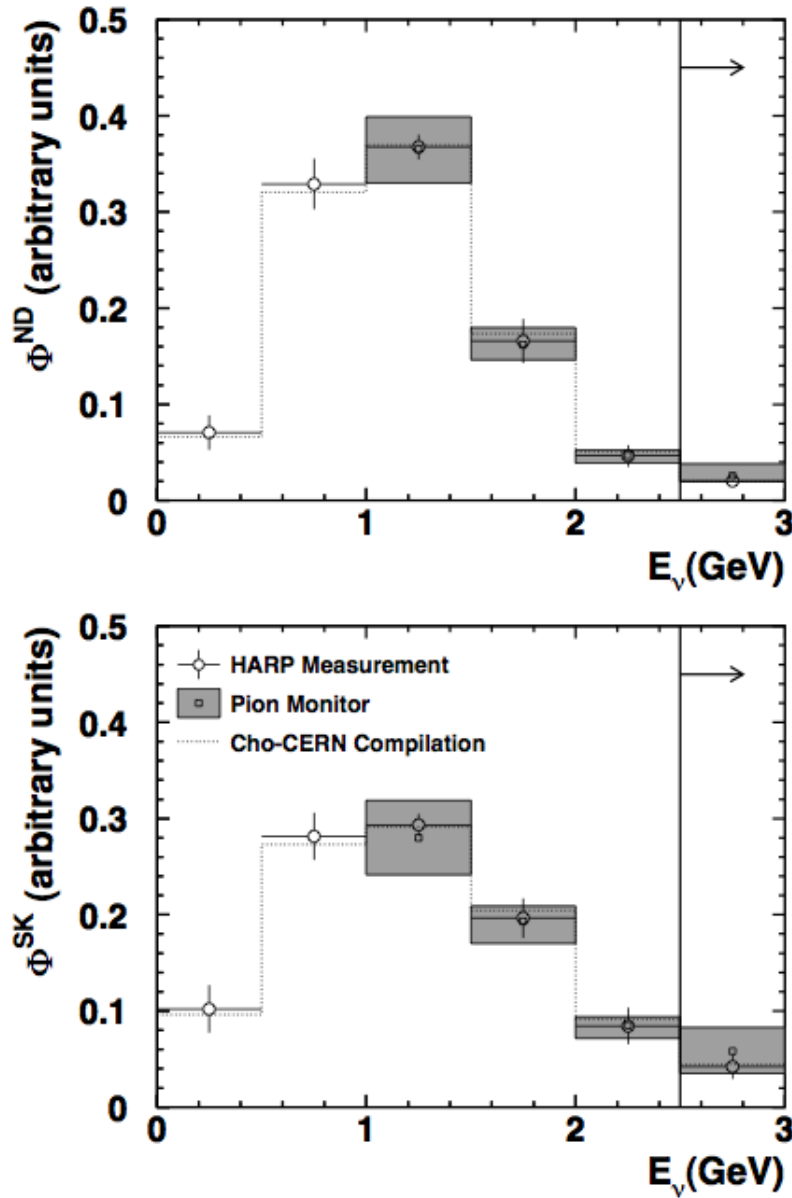 0.5
0.4
0.3
0.2
0.1
0
Φ^ND (arbitrary units)
0 1 2 3
E_ν(GeV)
0.5
0.4
0.3
0.2
0.1
0
Φ^SK (arbitrary units)
HARP Measurement
Pion Monitor
Cho-CERN Compilation
0 1 2 3
E_ν(GeV)